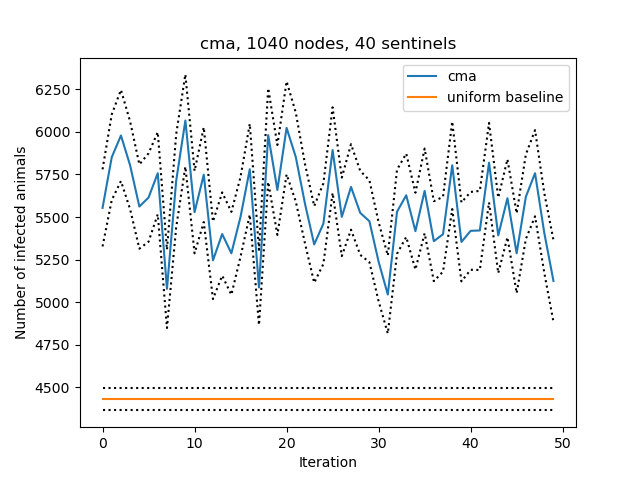 cma, 1040 nodes, 40 sentinels
cma
uniform baseline
Number of infected animals
6250
6000
5750
5500
5250
5000
4750
4500
0 10 20 30 40 50
Iteration